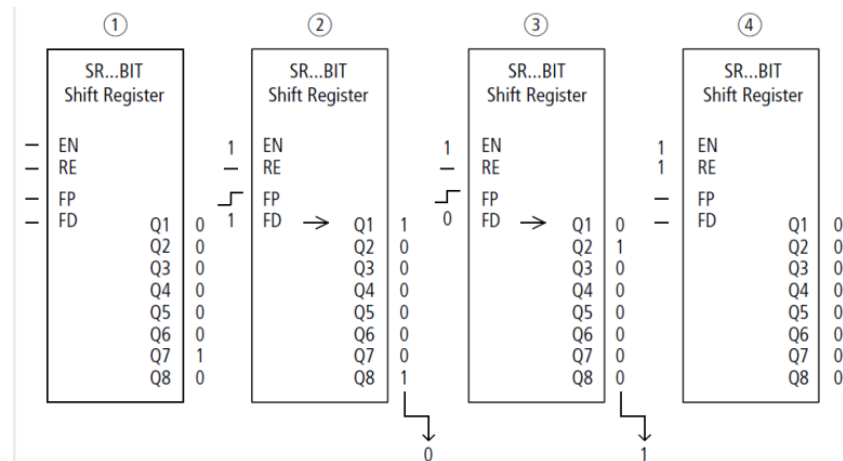 ① ② ③ ④
SR...BIT SR...BIT SR...BIT SR...BIT
Shift Register Shift Register Shift Register Shift Register
– EN 1 EN 1 EN 1 EN
– RE – RE – RE 1 RE
– FP FP FP – FP
– FD Q1 0 1 FD → Q1 1 0 FD → Q1 0 – FD Q1 0
Q2 0 Q2 0 Q2 1 Q2 0
Q3 0 Q3 0 Q3 0 Q3 0
Q4 0 Q4 0 Q4 0 Q4 0
Q5 0 Q5 0 Q5 0 Q5 0
Q6 0 Q6 0 Q6 0 Q6 0
Q7 1 Q7 0 Q7 0 Q7 0
Q8 0 Q8 1 Q8 0 Q8 0
0 1